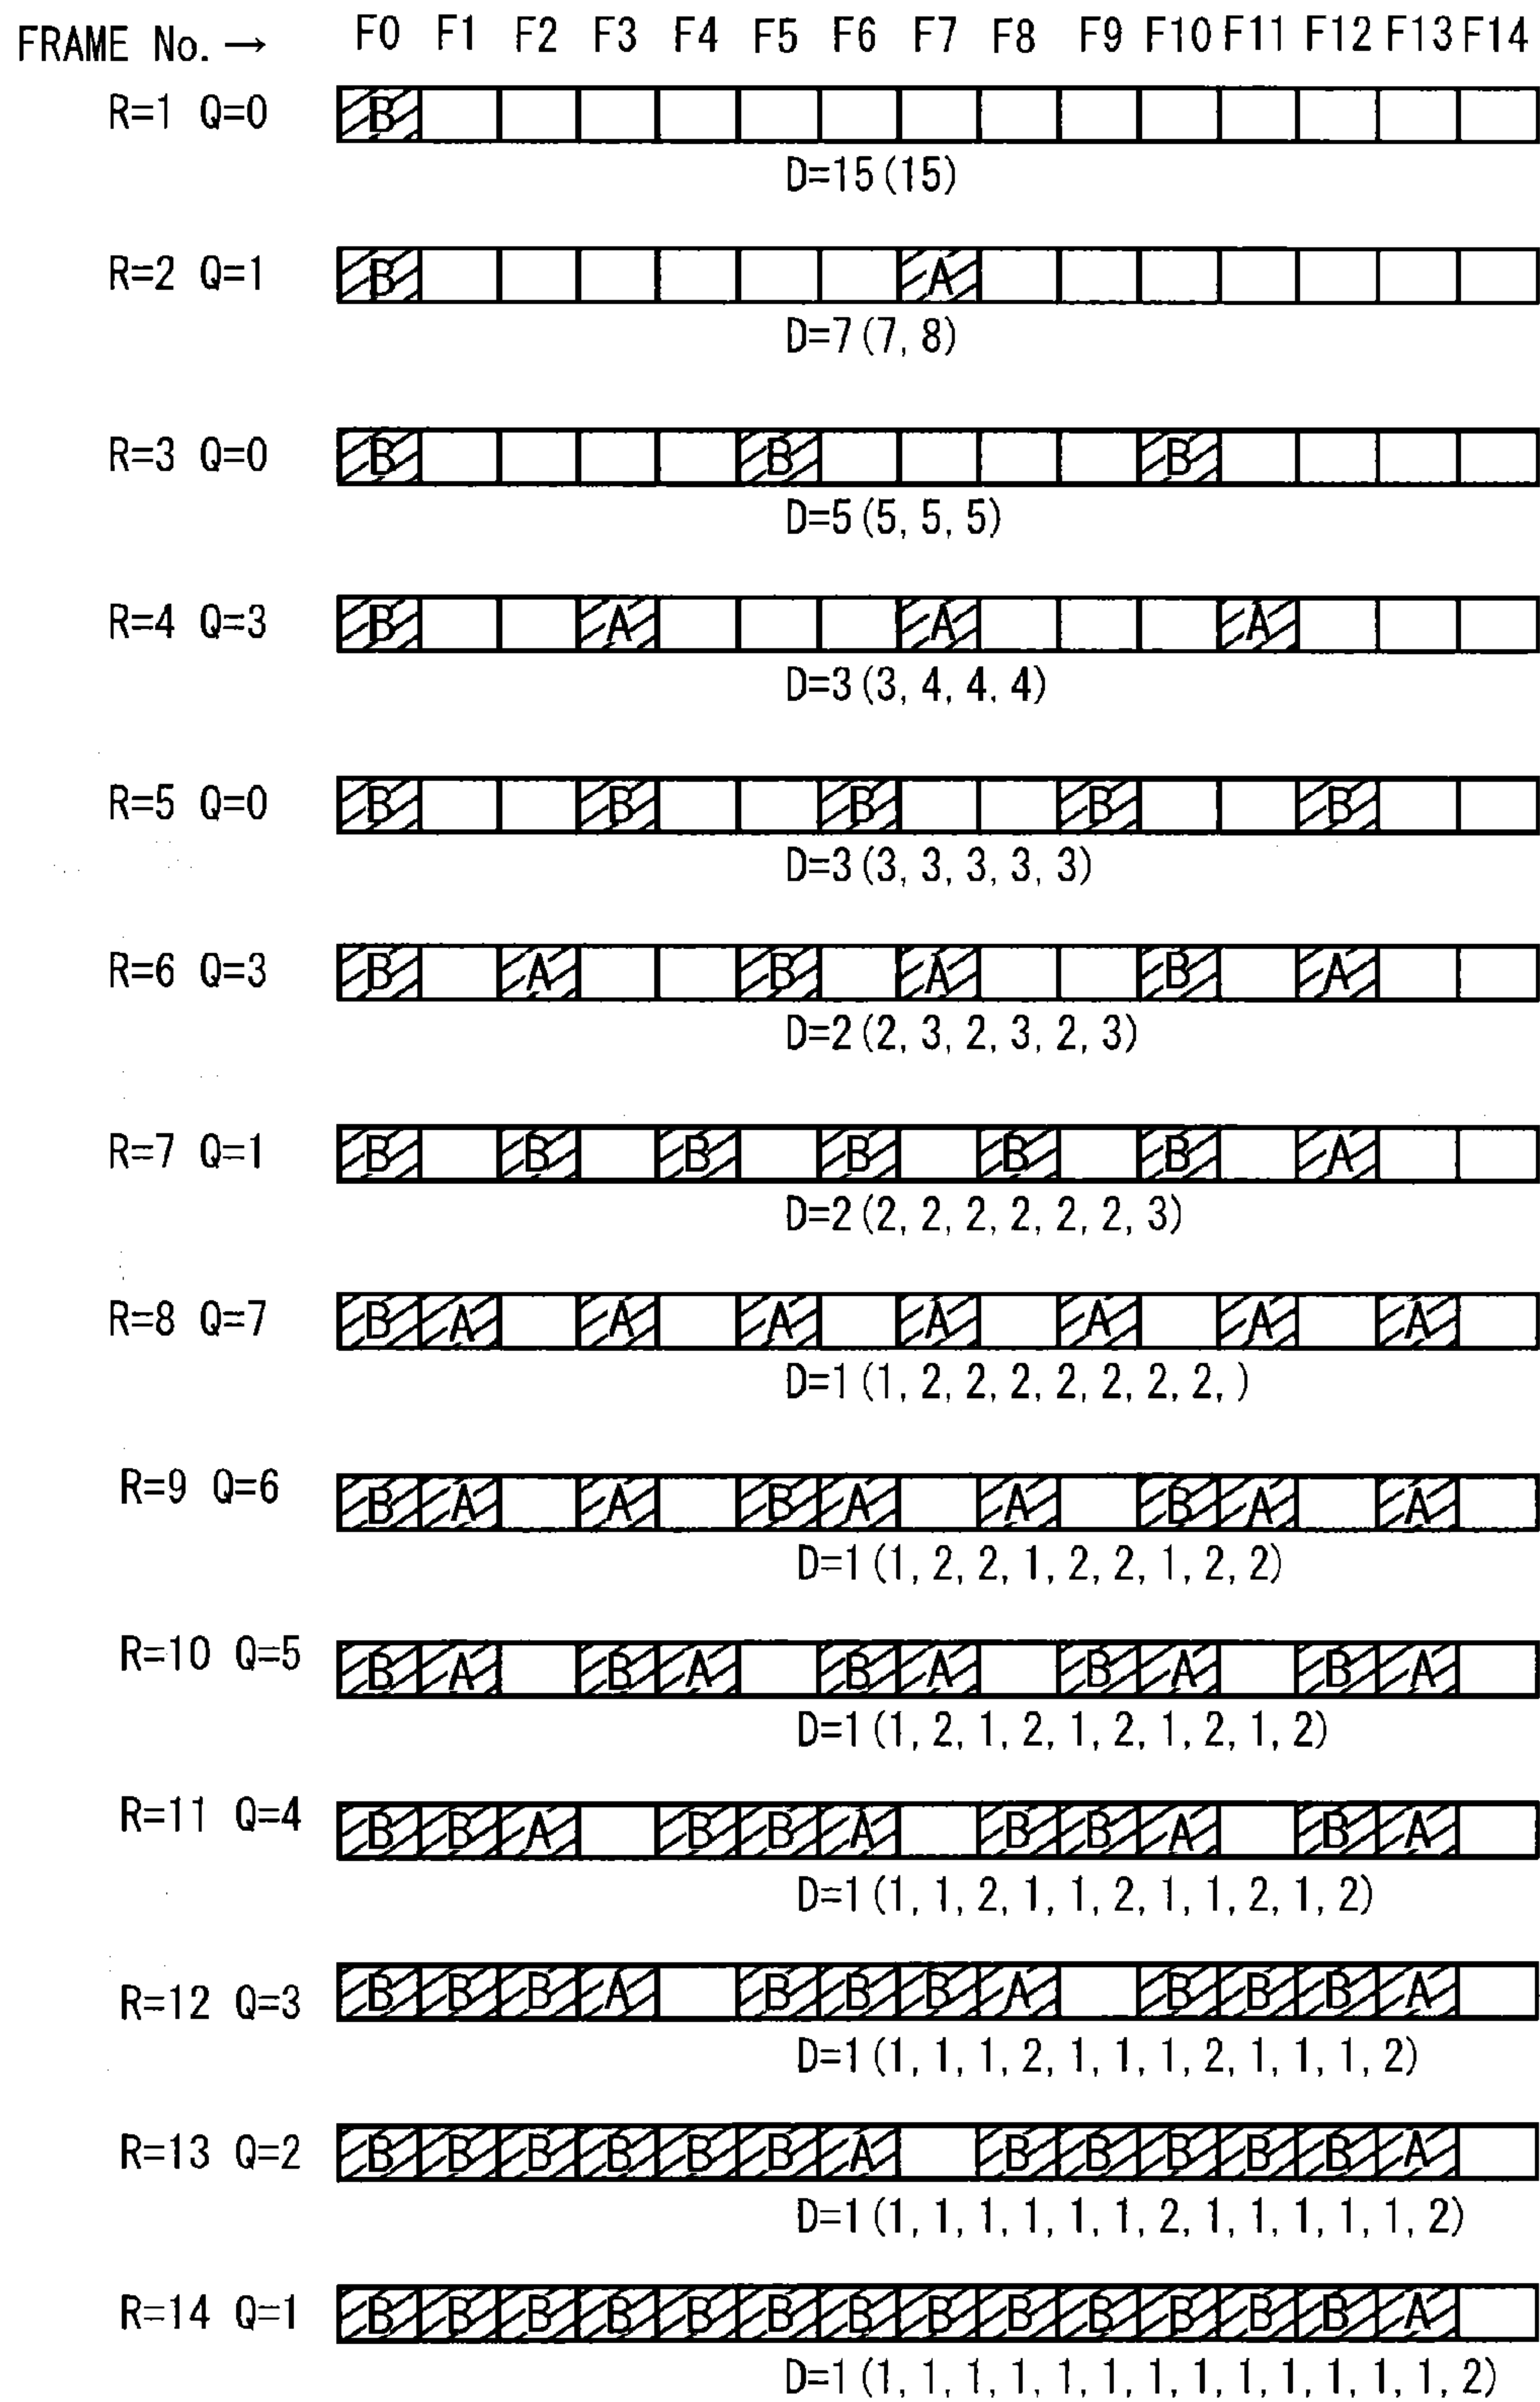 FRAME No. → F0 F1 F2 F3 F4 F5 F6 F7 F8 F9 F10 F11 F12 F13 F14
R=1 Q=0 B
D=15(15)
R=2 Q=1 B A
D=7(7, 8)
R=3 Q=0 B B B
D=5(5, 5, 5)
R=4 Q=3 B A A A
D=3(3, 4, 4, 4)
R=5 Q=0 B B B B B
D=3(3, 3, 3, 3, 3)
R=6 Q=3 B A B A B A
D=2(2, 3, 2, 3, 2, 3)
R=7 Q=1 B B B B B B A
D=2(2, 2, 2, 2, 2, 2, 3)
R=8 Q=7 B A A A A A A A
D=1(1, 2, 2, 2, 2, 2, 2, 2, )
R=9 Q=6 B A A B A A B A A
D=1(1, 2, 2, 1, 2, 2, 1, 2, 2)
R=10 Q=5 B A B A B A B A B A
D=1(1, 2, 1, 2, 1, 2, 1, 2, 1, 2)
R=11 Q=4 B B A B B A B B A B A
D=1(1, 1, 2, 1, 1, 2, 1, 1, 2, 1, 2)
R=12 Q=3 B B B A B B B A B B B A
D=1(1, 1, 1, 2, 1, 1, 1, 2, 1, 1, 1, 2)
R=13 Q=2 B B B B B B A B B B B B A
D=1(1, 1, 1, 1, 1, 1, 2, 1, 1, 1, 1, 1, 2)
R=14 Q=1 B B B B B B B B B B B B B A
D=1(1, 1, 1, 1, 1, 1, 1, 1, 1, 1, 1, 1, 1, 2)